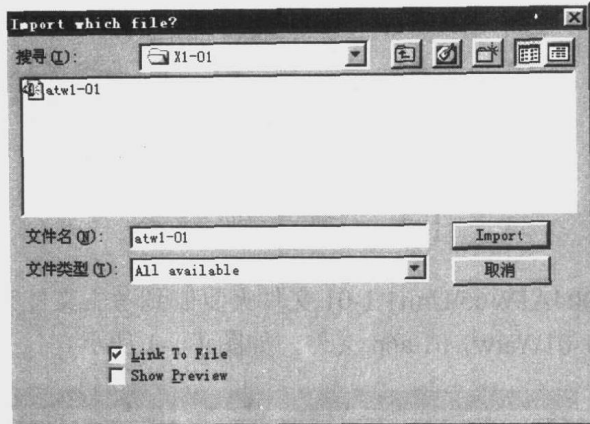 Import which file?
搜寻(I): X1-01
atw1-01
文件名(N): atw1-01 Import
文件类型(T): All available 取消
Link To File
Show Preview